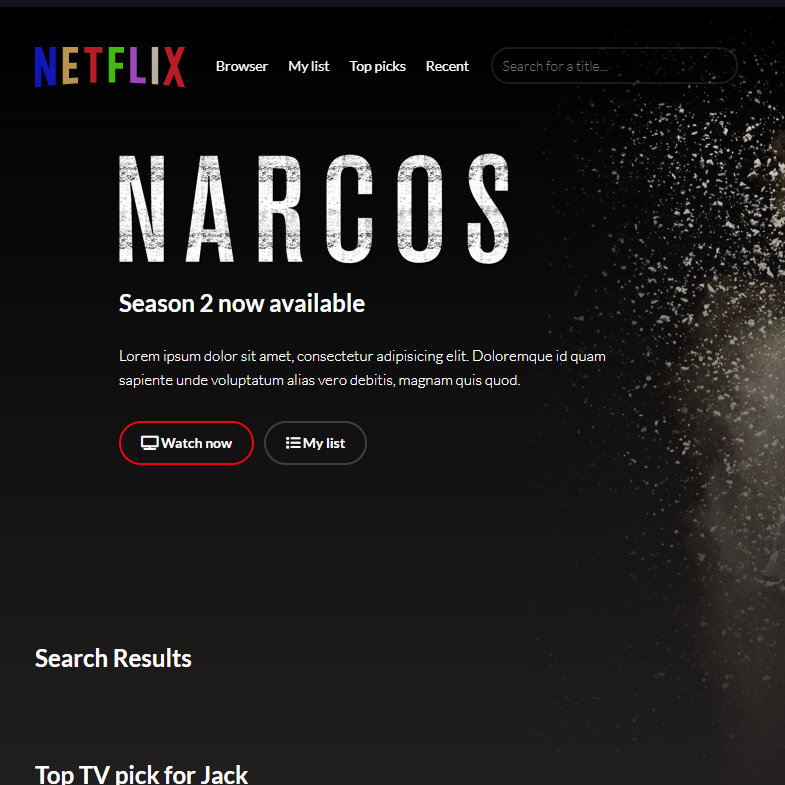 NETFLIX
Browser
My list
Top picks
Recent
Search for a title...
NARCOS
Season 2 now available
Lorem ipsum dolor sit amet, consectetur adipisicing elit. Doloremque id quam
sapiente unde voluptatum alias vero debitis, magnam quis quod.
Watch now
My list
Search Results
Top TV pick for Jack